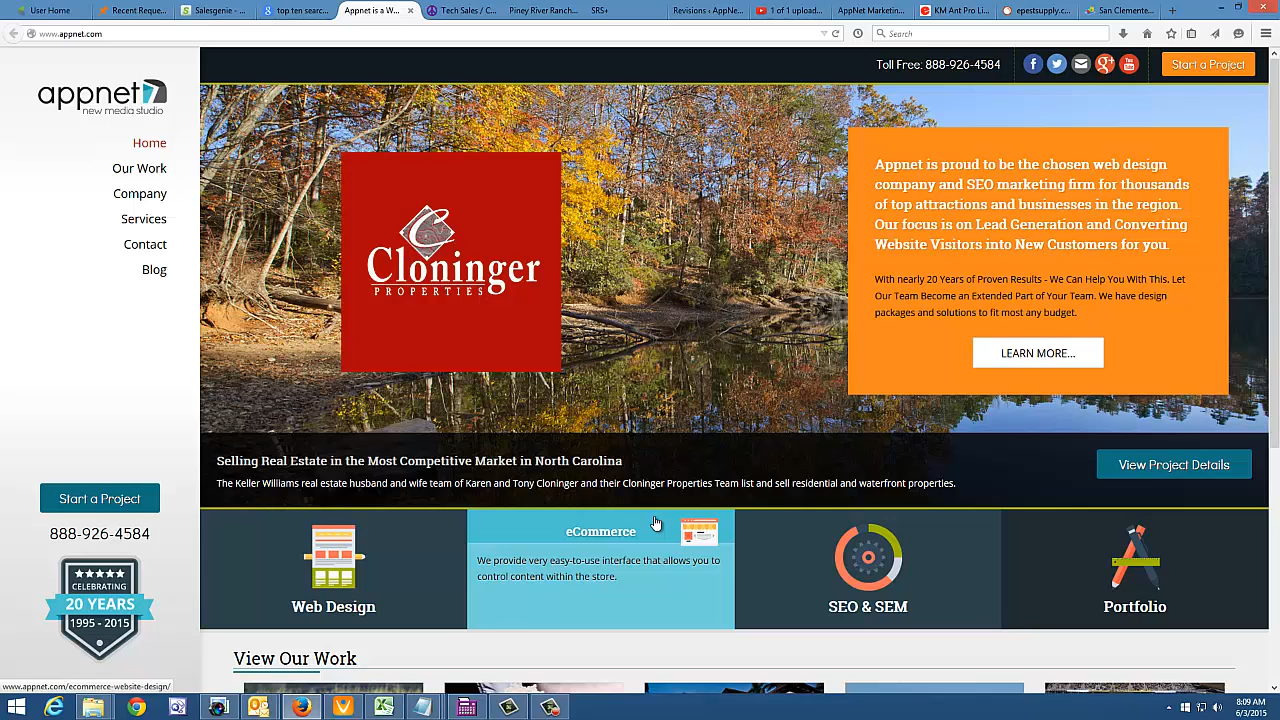 User Home
Recent Reque...
Salesgenie - ...
top.ten searc...
Appnet is a W...
Tech Sales / C...
Piney River Ranch...
SRS+
Revisions ‹ AppNe...
1 of 1 upload...
AppNet Marketin...
KM Ant Pro Li...
epestsupply.c...
San Clemente...
www.appnet.com
Search
appnet7
new media studio
Home
Our Work
Company
Services
Contact
Blog
Start a Project
888-926-4584
CELEBRATING
20 YEARS
1995 - 2015
Toll Free: 888-926-4584
Start a Project
Cloninger
PROPERTIES
Appnet is proud to be the chosen web design
company and SEO marketing firm for thousands
of top attractions and businesses in the region.
Our focus is on Lead Generation and Converting
Website Visitors into New Customers for you.
With nearly 20 Years of Proven Results - We Can Help You With This. Let
Our Team Become an Extended Part of Your Team. We have design
packages and solutions to fit most any budget.
LEARN MORE...
Selling Real Estate in the Most Competitive Market in North Carolina
The Keller Williams real estate husband and wife team of Karen and Tony Cloninger and their Cloninger Properties Team list and sell residential and waterfront properties.
View Project Details
Web Design
eCommerce
We provide very easy-to-use interface that allows you to
control content within the store.
SEO & SEM
Portfolio
View Our Work
www.appnet.com/ecommerce-website-design/
8:09 AM
6/3/2015